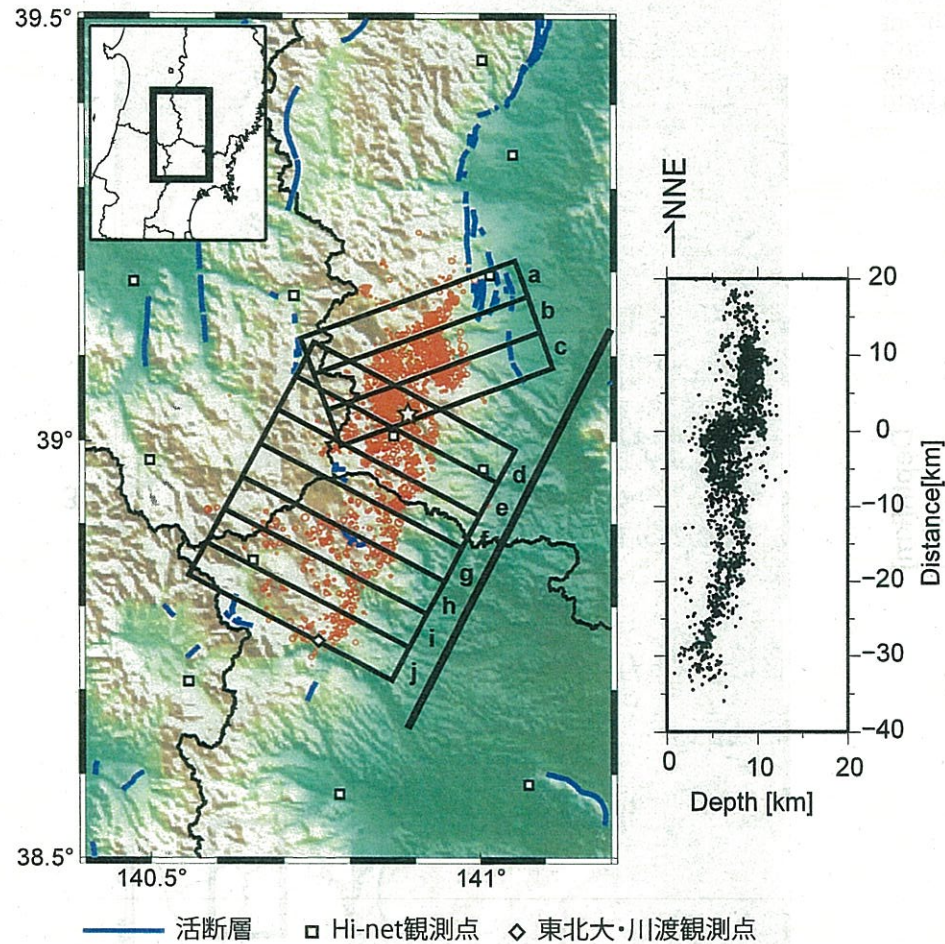 39.5°
39°
38.5°
140.5°
141°
a
b
c
d
e
f
g
h
i
j
→NNE
20
10
0
−10
−20
−30
−40
Distance[km]
0
10
20
Depth [km]
活断層
Hi-net観測点
東北大・川渡観測点